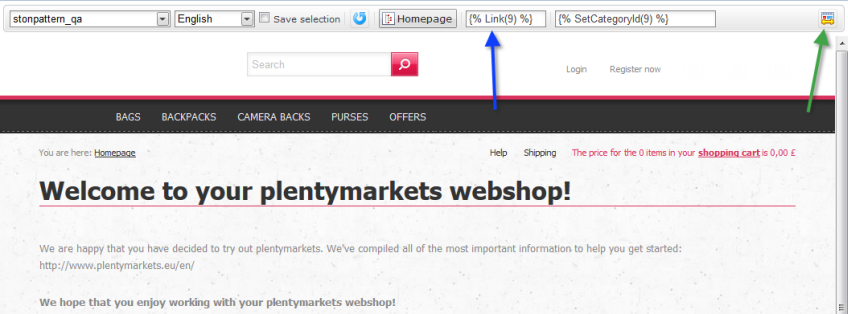 stonpattern_qa English Save selection Homepage {% Link(9) %} {% SetCategoryId(9) %}
Search Login Register now
BAGS BACKPACKS CAMERA BACKS PURSES OFFERS
You are here: Homepage Help Shipping The price for the 0 items in your shopping cart is 0,00 £
Welcome to your plentymarkets webshop!
We are happy that you have decided to try out plentymarkets. We've compiled all of the most important information to help you get started:
http://www.plentymarkets.eu/en/
We hope that you enjoy working with your plentymarkets webshop!